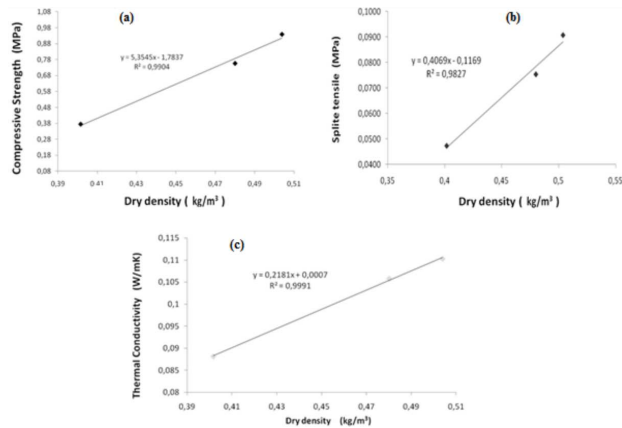 (a)
Compressive Strength (MPa)
1,08
0,98
0,88
0,78
0,68
0,58
0,48
0,38
0,28
0,18
0,08
y = 5,3545x - 1,7837
R² = 0,9904
0,39 0,41 0,43 0,45 0,47 0,49 0,51
Dry density ( kg/m³ )
(b)
Splite tensile (MPa)
0,1000
0,0900
0,0800
0,0700
0,0600
0,0500
0,0400
y = 0,4069x - 0,1169
R² = 0,9827
0,35 0,4 0,45 0,5 0,55
Dry density ( kg/m³ )
(c)
Thermal Conductivity (W/mK)
0,115
0,11
0,105
0,1
0,095
0,09
0,085
0,08
y = 0,2181x + 0,0007
R² = 0,9991
0,39 0,41 0,43 0,45 0,47 0,49 0,51
Dry density (kg/m³)